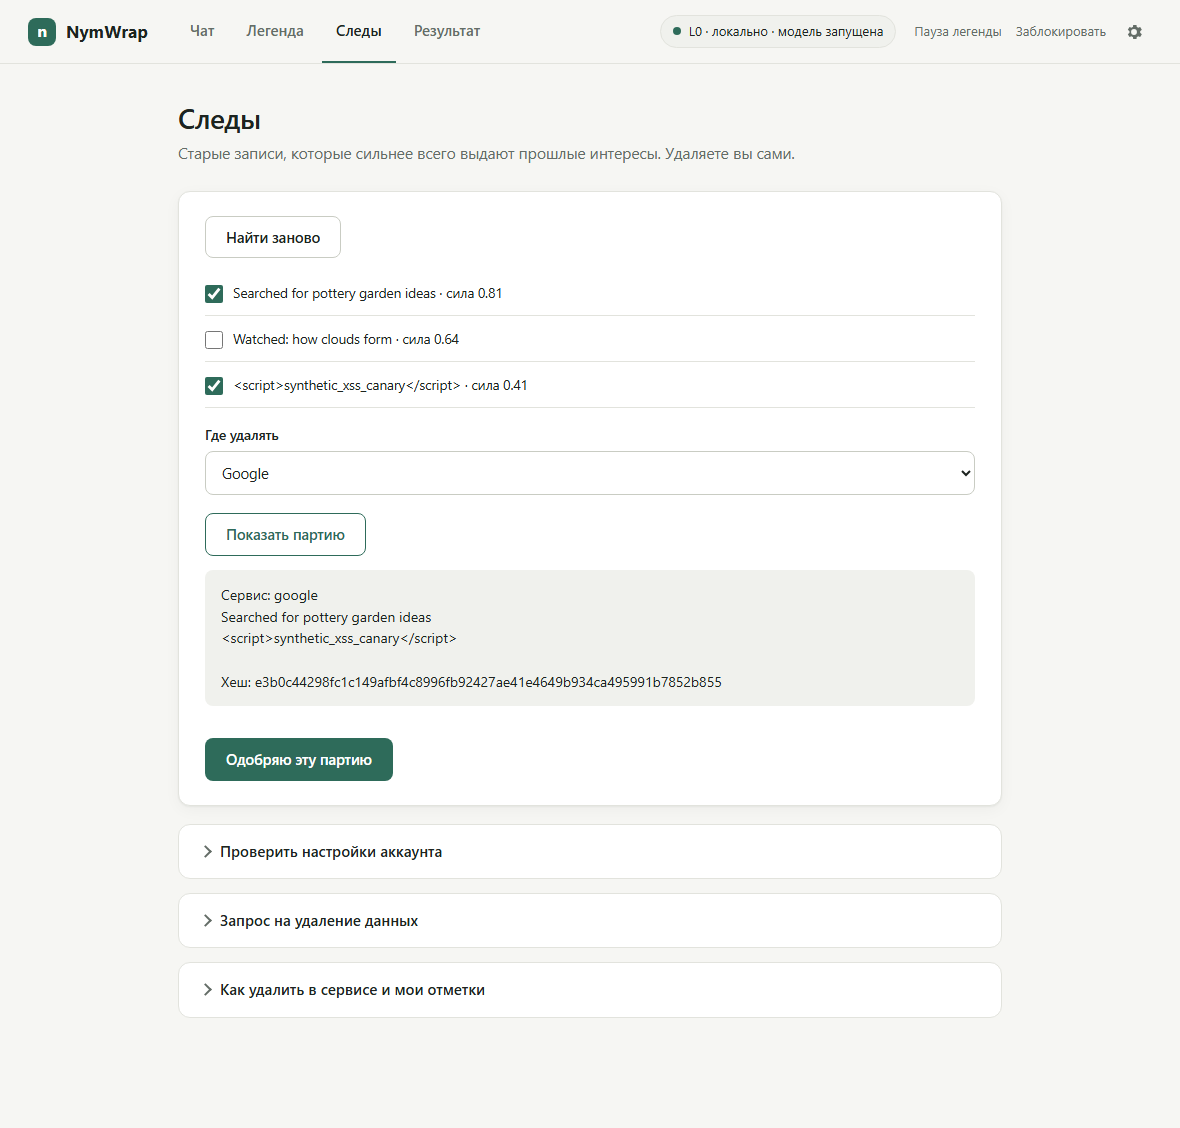 n NymWrap Чат Легенда Следы Результат L0 · локально · модель запущена Пауза легенды Заблокировать
Следы
Старые записи, которые сильнее всего выдают прошлые интересы. Удаляете вы сами.
Найти заново
Searched for pottery garden ideas · сила 0.81
Watched: how clouds form · сила 0.64
<script>synthetic_xss_canary</script> · сила 0.41
Где удалять
Google
Показать партию
Сервис: google
Searched for pottery garden ideas
<script>synthetic_xss_canary</script>
Хеш: e3b0c44298fc1c149afbf4c8996fb92427ae41e4649b934ca495991b7852b855
Одобряю эту партию
Проверить настройки аккаунта
Запрос на удаление данных
Как удалить в сервисе и мои отметки